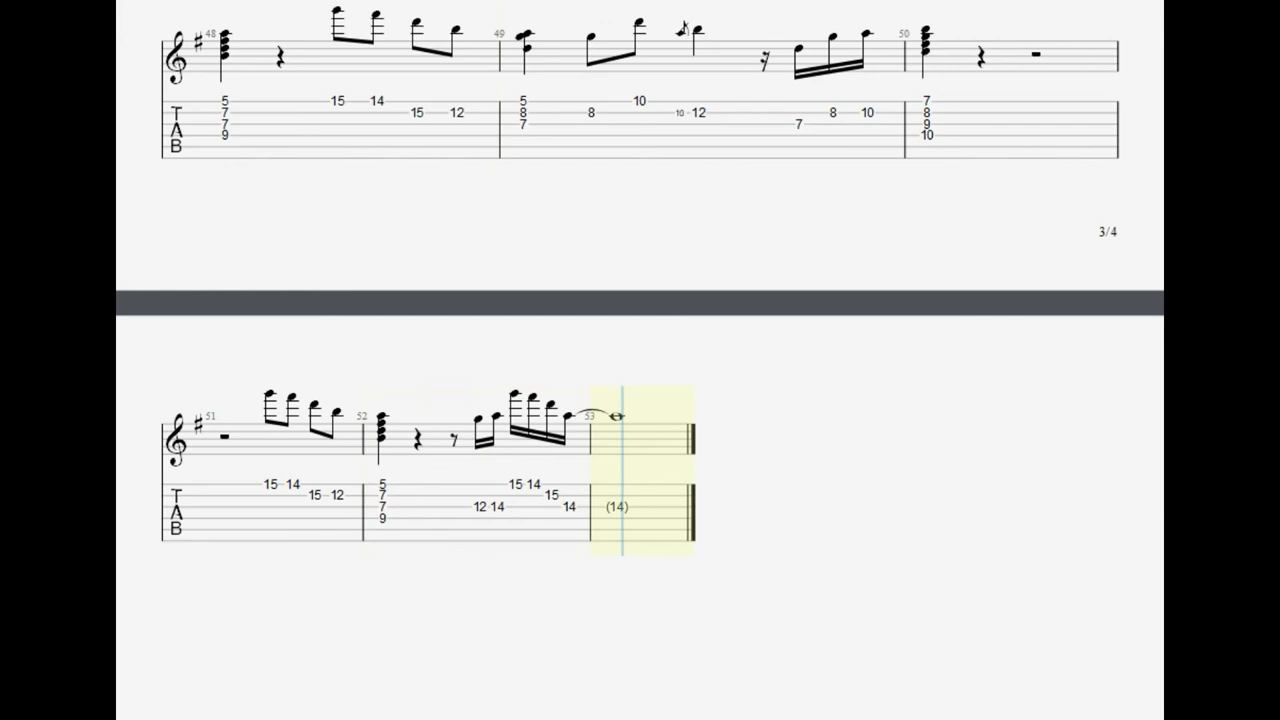 48 49 50
5 15 14 5 10 7
T 7 15 12 8 8 10 12 8 10 8
A 7 7 7 9
9 10
B
3/4
51 52 53
15 14 5 15 14
T 15 12 7 15
A 7 12 14 14 (14)
9
B